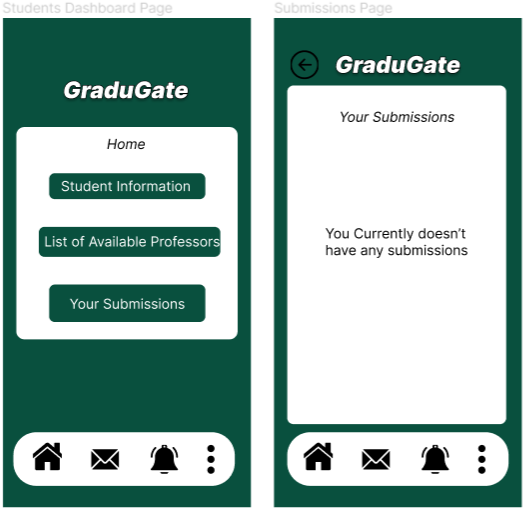 Students Dashboard Page
GraduGate
Home
Student Information
List of Available Professors
Your Submissions
Submissions Page
GraduGate
Your Submissions
You Currently doesn't
have any submissions